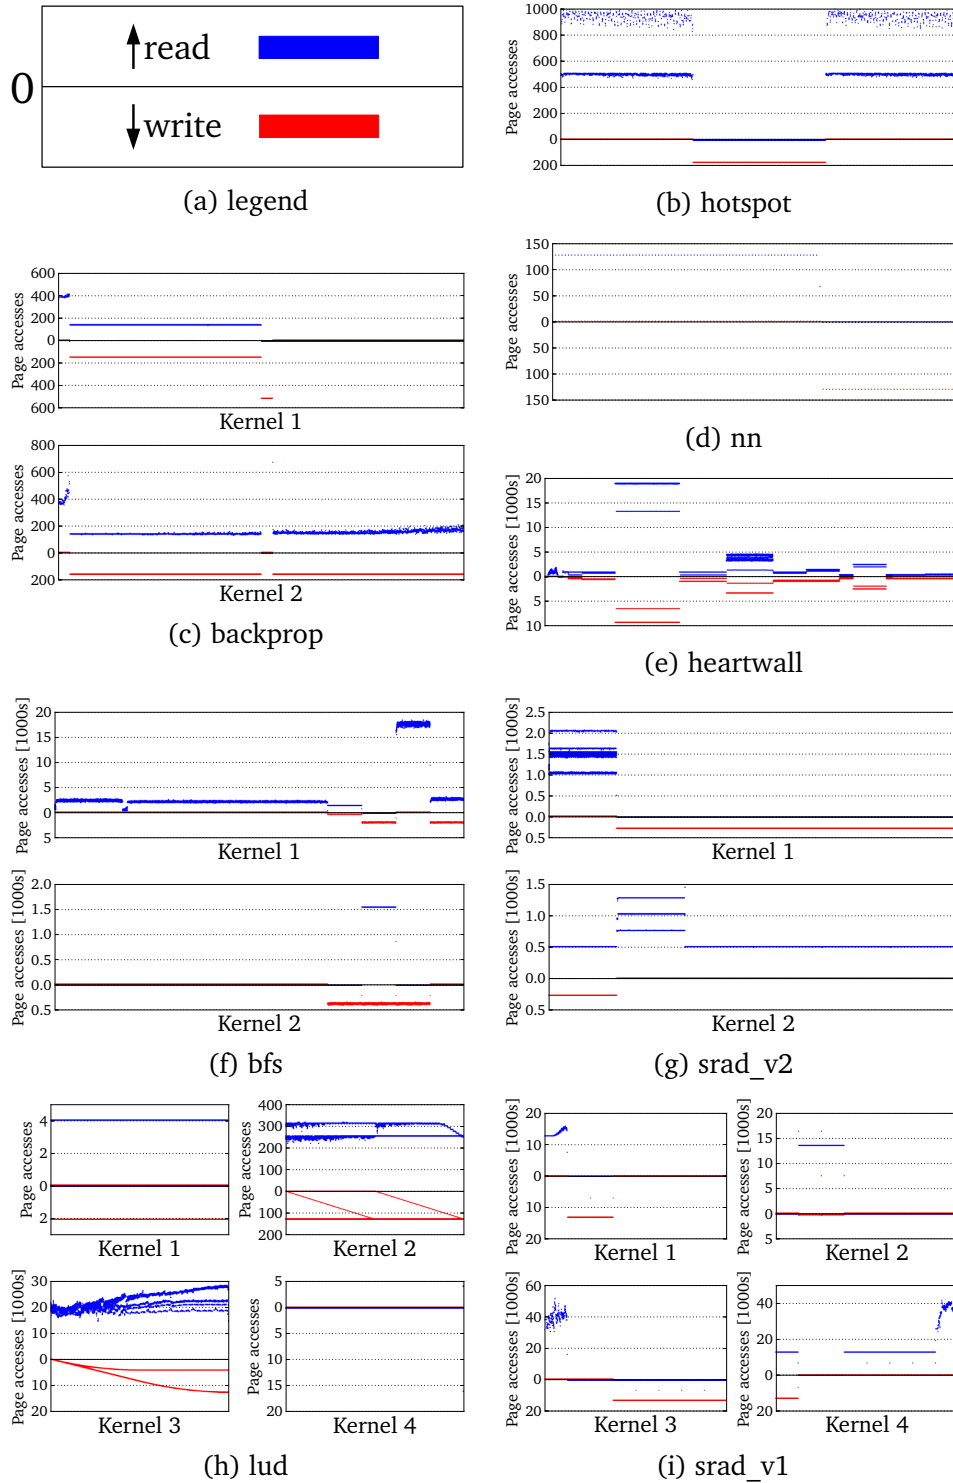 0
read
write
(a) legend
Page accesses
1000
800
600
400
200
0
200
(b) hotspot
Page accesses
600
400
200
0
200
400
600
Kernel 1
Page accesses
800
600
400
200
0
200
Kernel 2
(c) backprop
Page accesses
150
100
50
0
50
100
150
(d) nn
Page accesses [1000s]
20
15
10
5
0
5
10
(e) heartwall
Page accesses [1000s]
20
15
10
5
0
5
Kernel 1
Page accesses [1000s]
2.0
1.5
1.0
0.5
0.0
0.5
Kernel 2
(f) bfs
Page accesses [1000s]
2.5
2.0
1.5
1.0
0.5
0.0
0.5
Kernel 1
Page accesses [1000s]
1.5
1.0
0.5
0.0
0.5
Kernel 2
(g) srad_v2
Page accesses
4
2
0
2
Kernel 1
Page accesses
400
300
200
100
0
100
200
Kernel 2
Page accesses [1000s]
30
20
10
0
10
20
Kernel 3
Page accesses
5
0
5
10
15
20
Kernel 4
(h) lud
Page accesses [1000s]
20
10
0
10
20
Kernel 1
Page accesses [1000s]
20
15
10
5
0
5
Kernel 2
Page accesses [1000s]
60
40
20
0
20
Kernel 3
Page accesses [1000s]
40
20
0
20
Kernel 4
(i) srad_v1